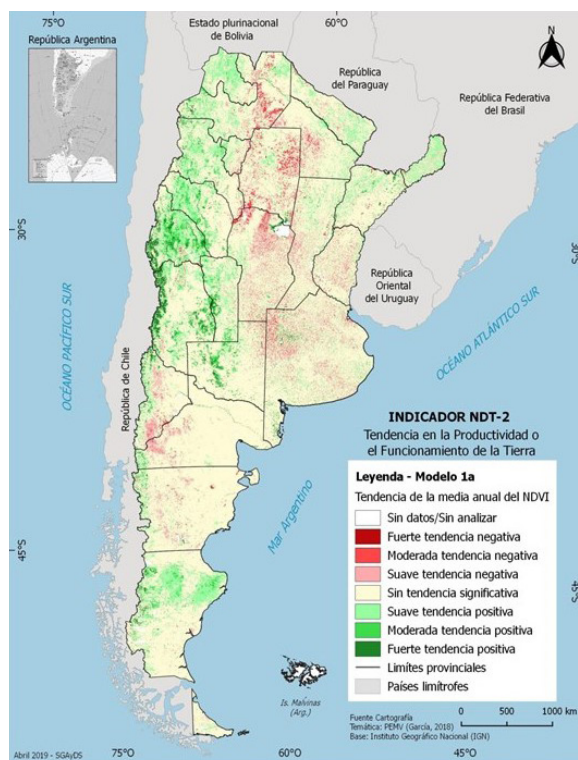 75°O
60°O
Estado plurinacional
de Bolivia
República Argentina
N
República
del Paraguay
República Federativa
del Brasil
30°S
30°S
República
Oriental
del Uruguay
OCÉANO PACÍFICO SUR
República de Chile
OCÉANO ATLÁNTICO SUR
Mar Argentino
INDICADOR NDT-2
Tendencia en la Productividad o
el Funcionamiento de la Tierra
Leyenda - Modelo 1a
Tendencia de la media anual del NDVI
Sin datos/Sin analizar
Fuerte tendencia negativa
Moderada tendencia negativa
Suave tendencia negativa
Sin tendencia significativa
Suave tendencia positiva
Moderada tendencia positiva
Fuerte tendencia positiva
Limítes provinciales
Países limítrofes
45°S
45°S
Is. Malvinas
(Arg.)
0 500 1000 km
Fuente Cartografía
Temática: PEMV (García, 2018)
Base: Instituto Geográfico Nacional (IGN)
Abril 2019 - SGAyDS
75°O
60°O
45°O